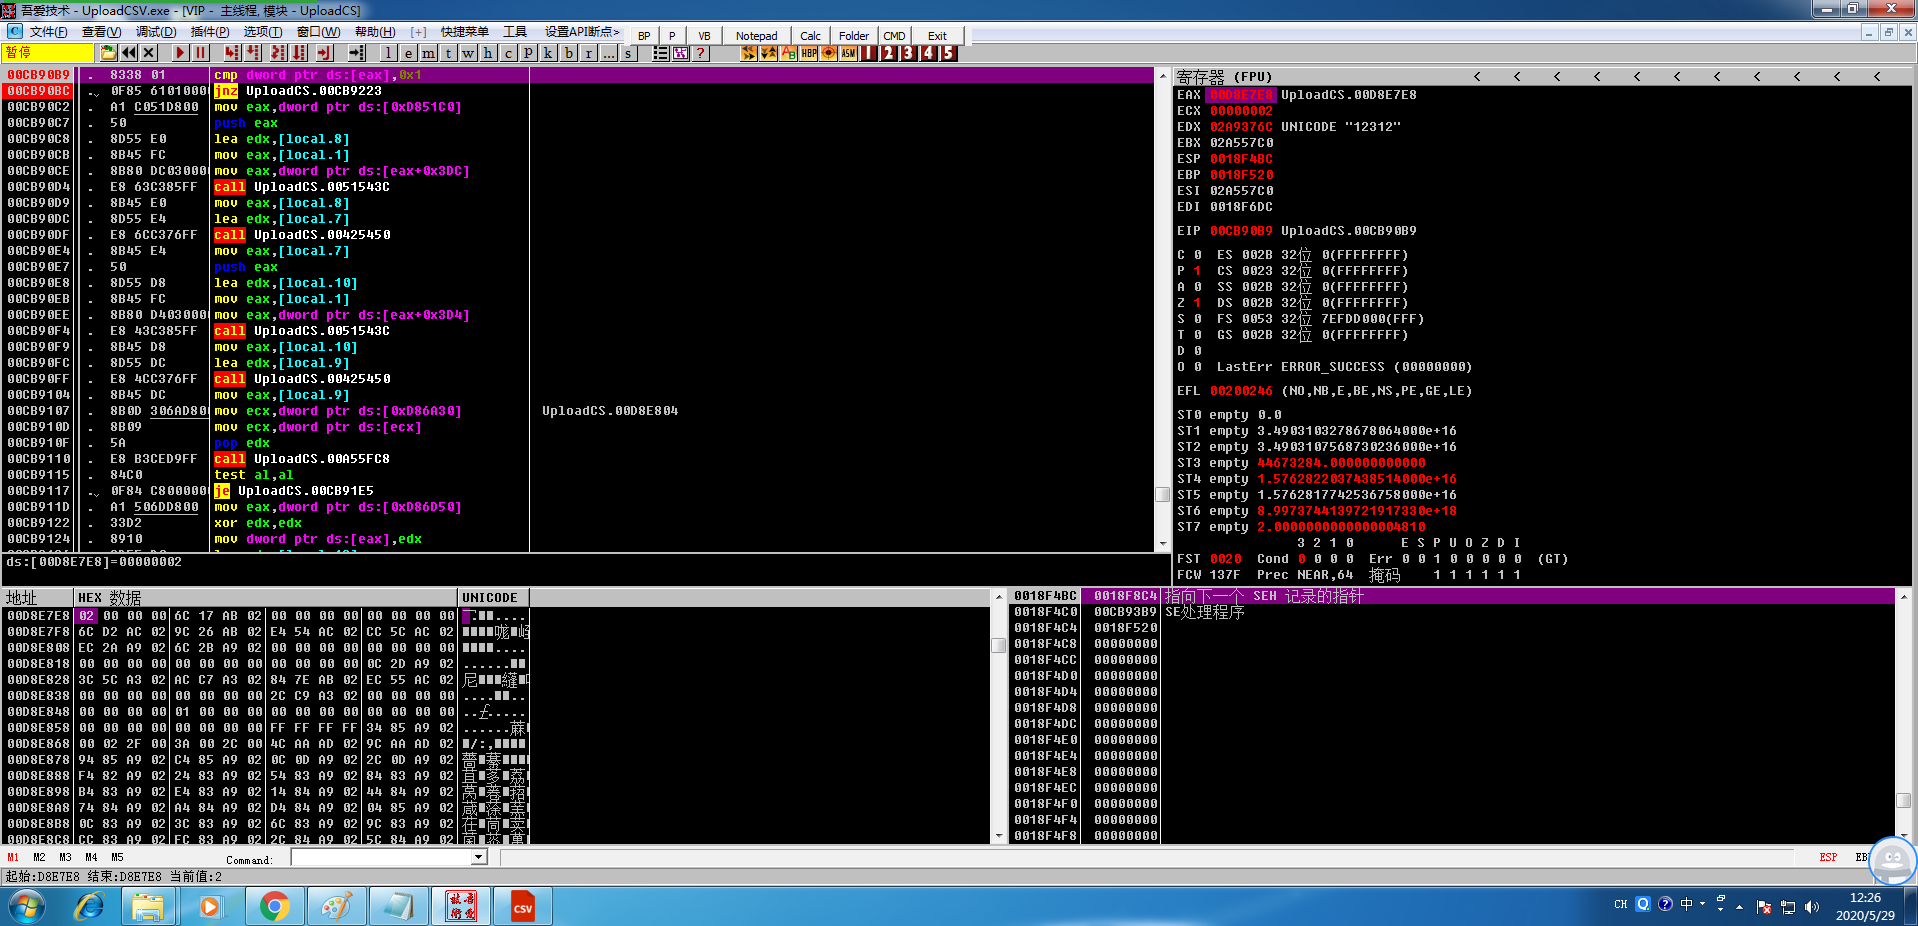 吾爱技术 - UploadCSV.exe - [VIP - 主线程, 模块 - UploadCS]
文件(F) 查看(V) 调试(D) 插件(P) 选项(T) 窗口(W) 帮助(H) [+] 快捷菜单 工具 设置API断点> BP P VB Notepad Calc Folder CMD Exit
暂停 l e m t w h c p k b r ... s ? HBP ASM 1 2 3 4 5
00CB90B9 . 8338 01 cmp dword ptr ds:[eax],0x1
00CB90BC . 0F85 61010000 jnz UploadCS.00CB9223
00CB90C2 . A1 C051D800 mov eax,dword ptr ds:[0xD851C0]
00CB90C7 . 50 push eax
00CB90C8 . 8D55 E0 lea edx,[local.8]
00CB90CB . 8B45 FC mov eax,[local.1]
00CB90CE . 8B80 DC030000 mov eax,dword ptr ds:[eax+0x3DC]
00CB90D4 . E8 63C385FF call UploadCS.0051543C
00CB90D9 . 8B45 E0 mov eax,[local.8]
00CB90DC . 8D55 E4 lea edx,[local.7]
00CB90DF . E8 6CC376FF call UploadCS.00425450
00CB90E4 . 8B45 E4 mov eax,[local.7]
00CB90E7 . 50 push eax
00CB90E8 . 8D55 D8 lea edx,[local.10]
00CB90EB . 8B45 FC mov eax,[local.1]
00CB90EE . 8B80 D4030000 mov eax,dword ptr ds:[eax+0x3D4]
00CB90F4 . E8 43C385FF call UploadCS.0051543C
00CB90F9 . 8B45 D8 mov eax,[local.10]
00CB90FC . 8D55 DC lea edx,[local.9]
00CB90FF . E8 4CC376FF call UploadCS.00425450
00CB9104 . 8B45 DC mov eax,[local.9]
00CB9107 . 8B0D 306AD800 mov ecx,dword ptr ds:[0xD86A30] UploadCS.00D8E804
00CB910D . 8B09 mov ecx,dword ptr ds:[ecx]
00CB910F . 5A pop edx
00CB9110 . E8 B3CED9FF call UploadCS.00A55FC8
00CB9115 . 84C0 test al,al
00CB9117 . 0F84 C8000000 je UploadCS.00CB91E5
00CB911D . A1 506DD800 mov eax,dword ptr ds:[0xD86D50]
00CB9122 . 33D2 xor edx,edx
00CB9124 . 8910 mov dword ptr ds:[eax],edx
ds:[00D8E7E8]=00000002
寄存器 (FPU) < < < < < < < < < < <
EAX 00D8E7E8 UploadCS.00D8E7E8
ECX 00000002
EDX 02A9376C UNICODE "12312"
EBX 02A557C0
ESP 0018F4BC
EBP 0018F520
ESI 02A557C0
EDI 0018F6DC
EIP 00CB90B9 UploadCS.00CB90B9
C 0 ES 002B 32位 0(FFFFFFFF)
P 1 CS 0023 32位 0(FFFFFFFF)
A 0 SS 002B 32位 0(FFFFFFFF)
Z 1 DS 002B 32位 0(FFFFFFFF)
S 0 FS 0053 32位 7EFDD000(FFF)
T 0 GS 002B 32位 0(FFFFFFFF)
D 0
O 0 LastErr ERROR_SUCCESS (00000000)
EFL 00200246 (NO,NB,E,BE,NS,PE,GE,LE)
ST0 empty 0.0
ST1 empty 3.4903103278678064000e+16
ST2 empty 3.4903107568730236000e+16
ST3 empty 44673284.000000000000
ST4 empty 1.5762822037438514000e+16
ST5 empty 1.5762817742536758000e+16
ST6 empty 8.9973744139721917330e+18
ST7 empty 2.0000000000000004810
3 2 1 0 E S P U O Z D I
FST 0020 Cond 0 0 0 0 Err 0 0 1 0 0 0 0 0 (GT)
FCW 137F Prec NEAR,64 掩码 1 1 1 1 1 1
地址 HEX 数据 UNICODE
00D8E7E8 02 00 00 00 6C 17 AB 02 00 00 00 00 00 00 00 00
00D8E7F8 6C D2 AC 02 9C 26 AB 02 E4 54 AC 02 CC 5C AC 02
00D8E808 EC 2A A9 02 6C 2B A9 02 00 00 00 00 00 00 00 00
00D8E818 00 00 00 00 00 00 00 00 00 00 00 00 0C 2D A9 02
00D8E828 3C 5C A3 02 AC C7 A3 02 84 7E AB 02 EC 55 AC 02
00D8E838 00 00 00 00 00 00 00 00 2C C9 A3 02 00 00 00 00
00D8E848 00 00 00 00 01 00 00 00 00 00 00 00 00 00 00 00
00D8E858 00 00 00 00 00 00 00 00 FF FF FF FF 34 85 A9 02
00D8E868 00 02 2F 00 3A 00 2C 00 4C AA AD 02 9C AA AD 02
00D8E878 94 85 A9 02 C4 85 A9 02 0C 0D A9 02 2C 0D A9 02
00D8E888 F4 82 A9 02 24 83 A9 02 54 83 A9 02 84 83 A9 02
00D8E898 B4 83 A9 02 E4 83 A9 02 14 84 A9 02 44 84 A9 02
00D8E8A8 74 84 A9 02 A4 84 A9 02 D4 84 A9 02 04 85 A9 02
00D8E8B8 0C 83 A9 02 3C 83 A9 02 6C 83 A9 02 9C 83 A9 02
00D8E8C8 CC 83 A9 02 FC 83 A9 02 2C 84 A9 02 5C 84 A9 02
0018F4BC 0018F8C4 指向下一个 SEH 记录的指针
0018F4C0 00CB93B9 SE处理程序
0018F4C4 0018F520
0018F4C8 00000000
0018F4CC 00000000
0018F4D0 00000000
0018F4D4 00000000
0018F4D8 00000000
0018F4DC 00000000
0018F4E0 00000000
0018F4E4 00000000
0018F4E8 00000000
0018F4EC 00000000
0018F4F0 00000000
0018F4F4 00000000
0018F4F8 00000000
M1 M2 M3 M4 M5 Command: ESP
起始:D8E7E8 结束:D8E7E8 当前值:2
CSV
CH 中 12:26
2020/5/29